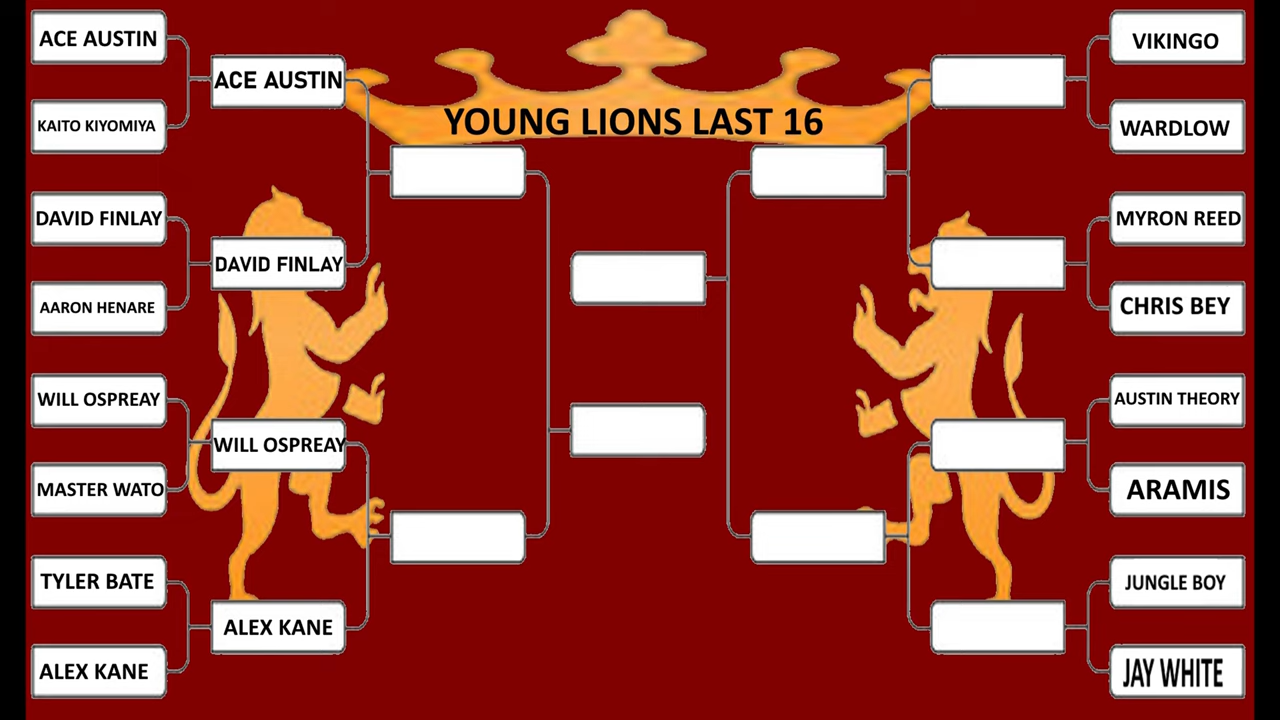 YOUNG LIONS LAST 16
ACE AUSTIN
KAITO KIYOMIYA
DAVID FINLAY
AARON HENARE
WILL OSPREAY
MASTER WATO
TYLER BATE
ALEX KANE
ACE AUSTIN
DAVID FINLAY
WILL OSPREAY
ALEX KANE
VIKINGO
WARDLOW
MYRON REED
CHRIS BEY
AUSTIN THEORY
ARAMIS
JUNGLE BOY
JAY WHITE